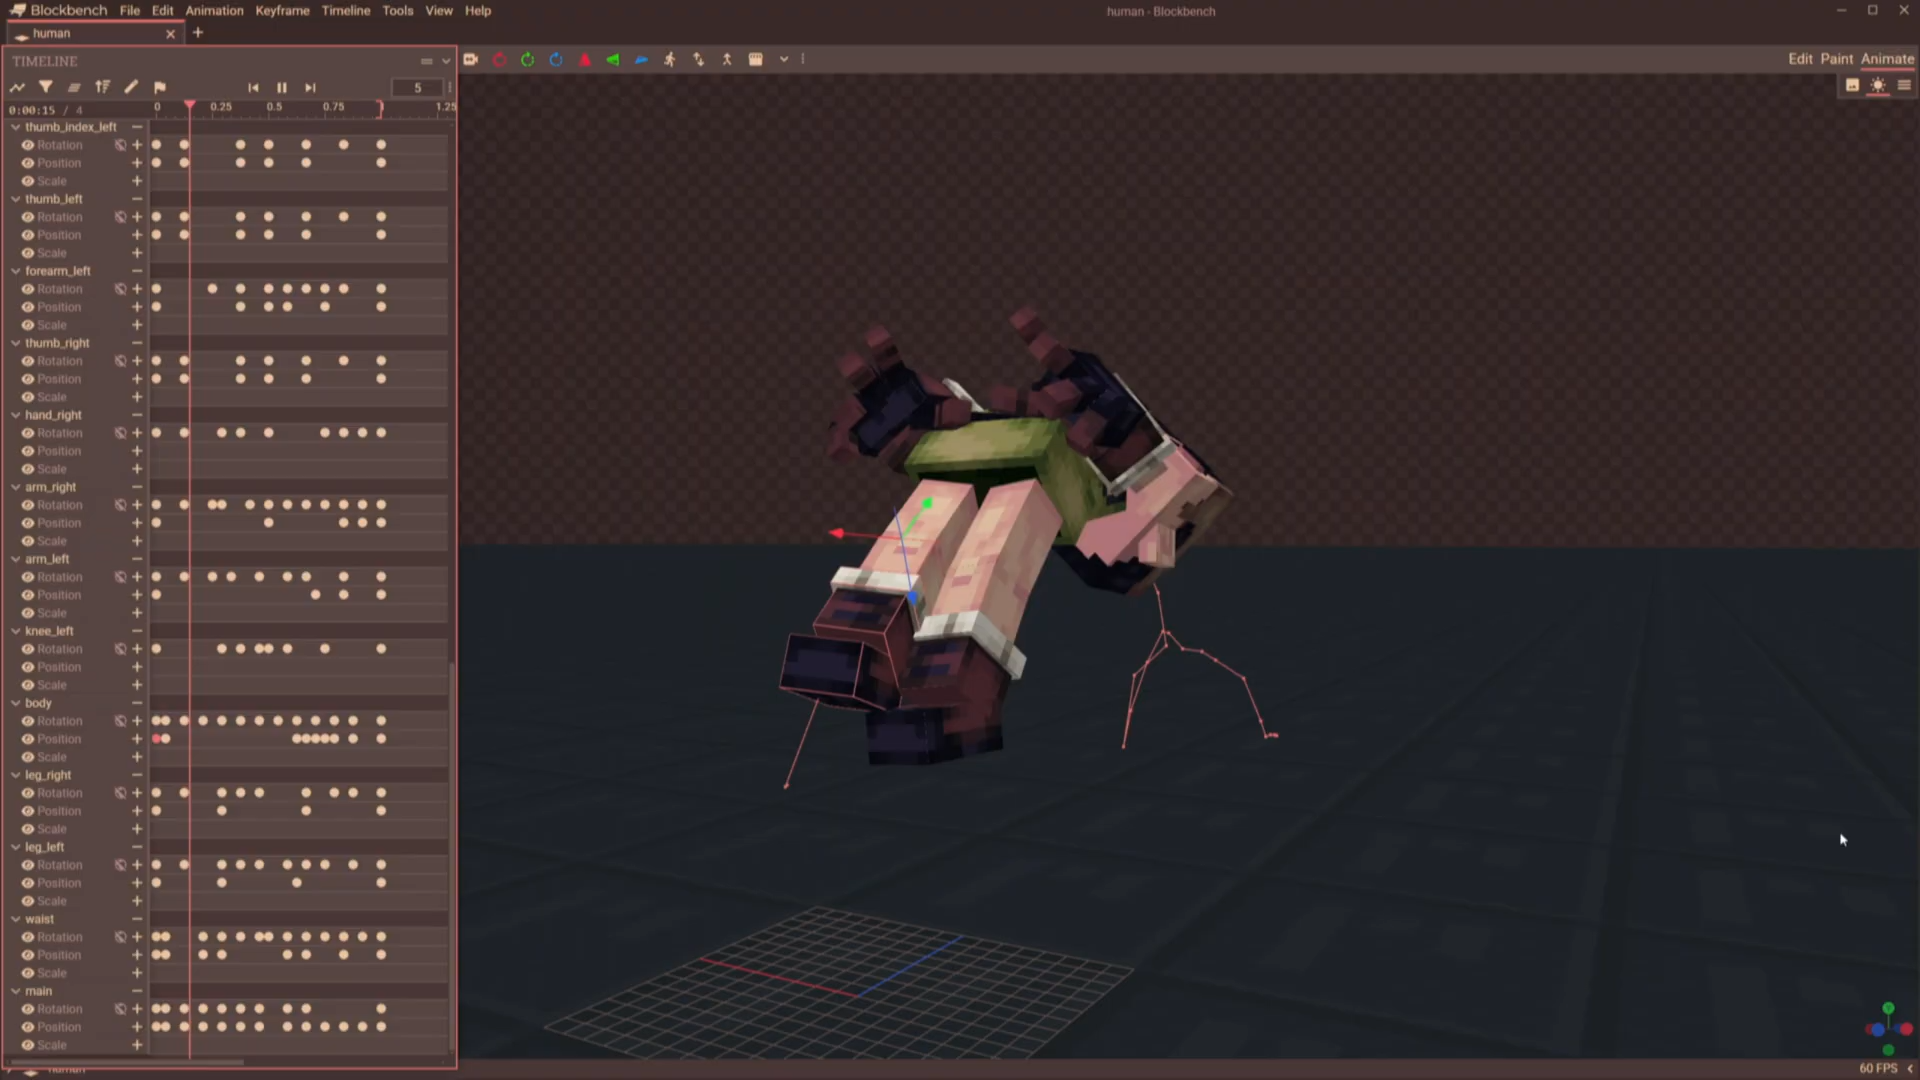 Blockbench File Edit Animation Keyframe Timeline Tools View Help
human - Blockbench
human
TIMELINE
Edit Paint Animate
5
0:00:15 / 4
0 0.25 0.5 0.75 1.25
thumb_index_left
Rotation
Position
Scale
thumb_left
Rotation
Position
Scale
forearm_left
Rotation
Position
Scale
thumb_right
Rotation
Position
Scale
hand_right
Rotation
Position
Scale
arm_right
Rotation
Position
Scale
arm_left
Rotation
Position
Scale
knee_left
Rotation
Position
Scale
body
Rotation
Position
Scale
leg_right
Rotation
Position
Scale
leg_left
Rotation
Position
Scale
waist
Rotation
Position
Scale
main
Rotation
Position
Scale
human
60 FPS